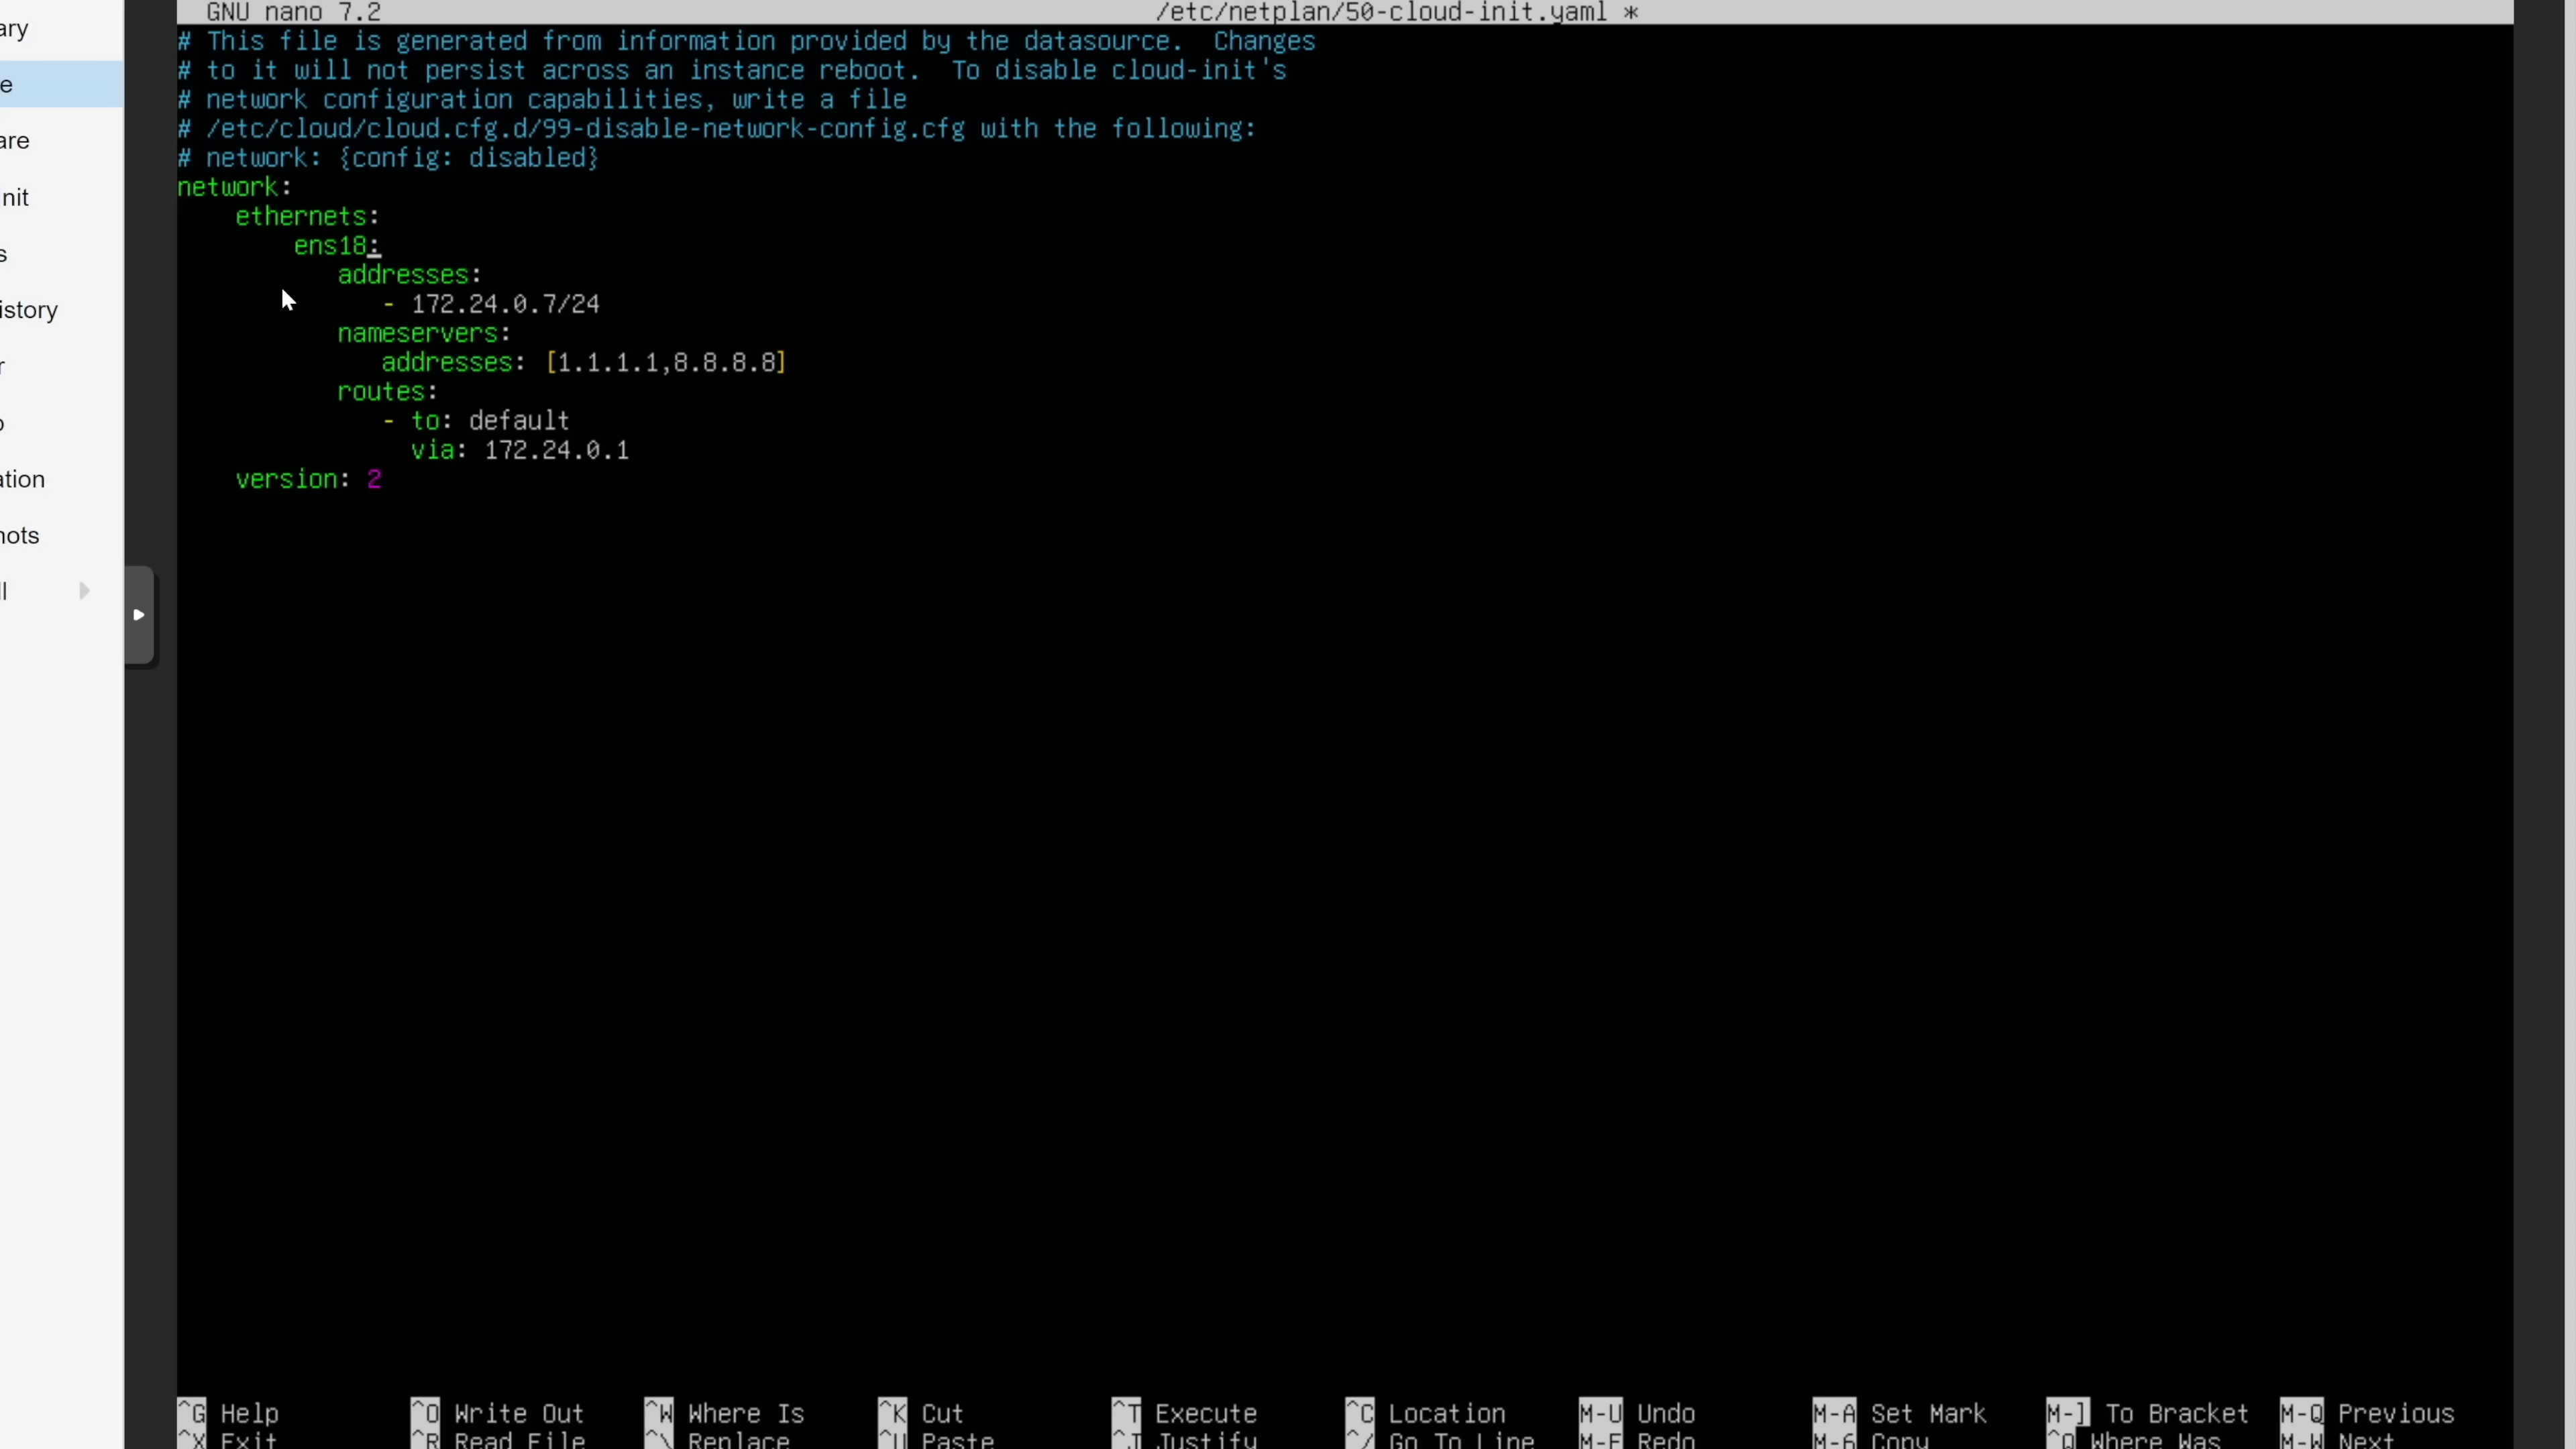 GNU nano 7.2 /etc/netplan/50-cloud-init.yaml *
# This file is generated from information provided by the datasource.  Changes
# to it will not persist across an instance reboot.  To disable cloud-init's
# network configuration capabilities, write a file
# /etc/cloud/cloud.cfg.d/99-disable-network-config.cfg with the following:
# network: {config: disabled}
network:
    ethernets:
        ens18:
           addresses:
              - 172.24.0.7/24
           nameservers:
              addresses: [1.1.1.1,8.8.8.8]
           routes:
              - to: default
                via: 172.24.0.1
    version: 2
ary
e
are
nit
s
istory
r
o
ation
hots
ll
^G Help ^O Write Out ^W Where Is ^K Cut ^T Execute ^C Location M-U Undo M-A Set Mark M-] To Bracket M-Q Previous
^X Exit ^R Read File ^\ Replace ^U Paste ^J Justify ^/ Go To Line M-E Redo M-6 Copy ^Q Where Was M-W Next